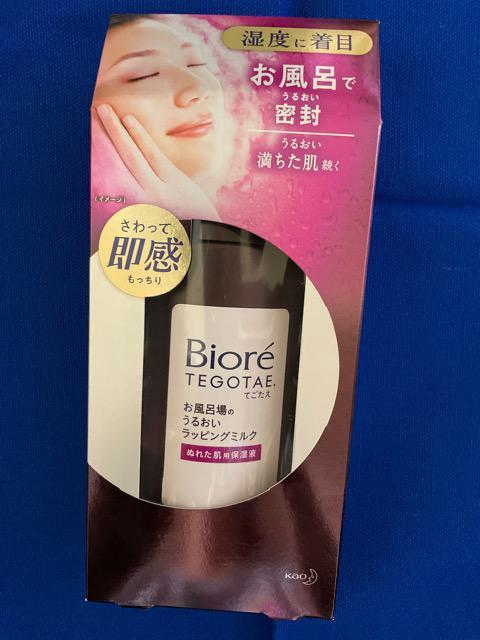 湿度に着目
お風呂で
うるおい
密封
うるおい
満ちた肌 続く
(イメージ)
さわって
即感
もっちり
Bioré
TEGOTAE.
てごたえ
お風呂場の
うるおい
ラッピングミルク
ぬれた肌用保湿液
Kao